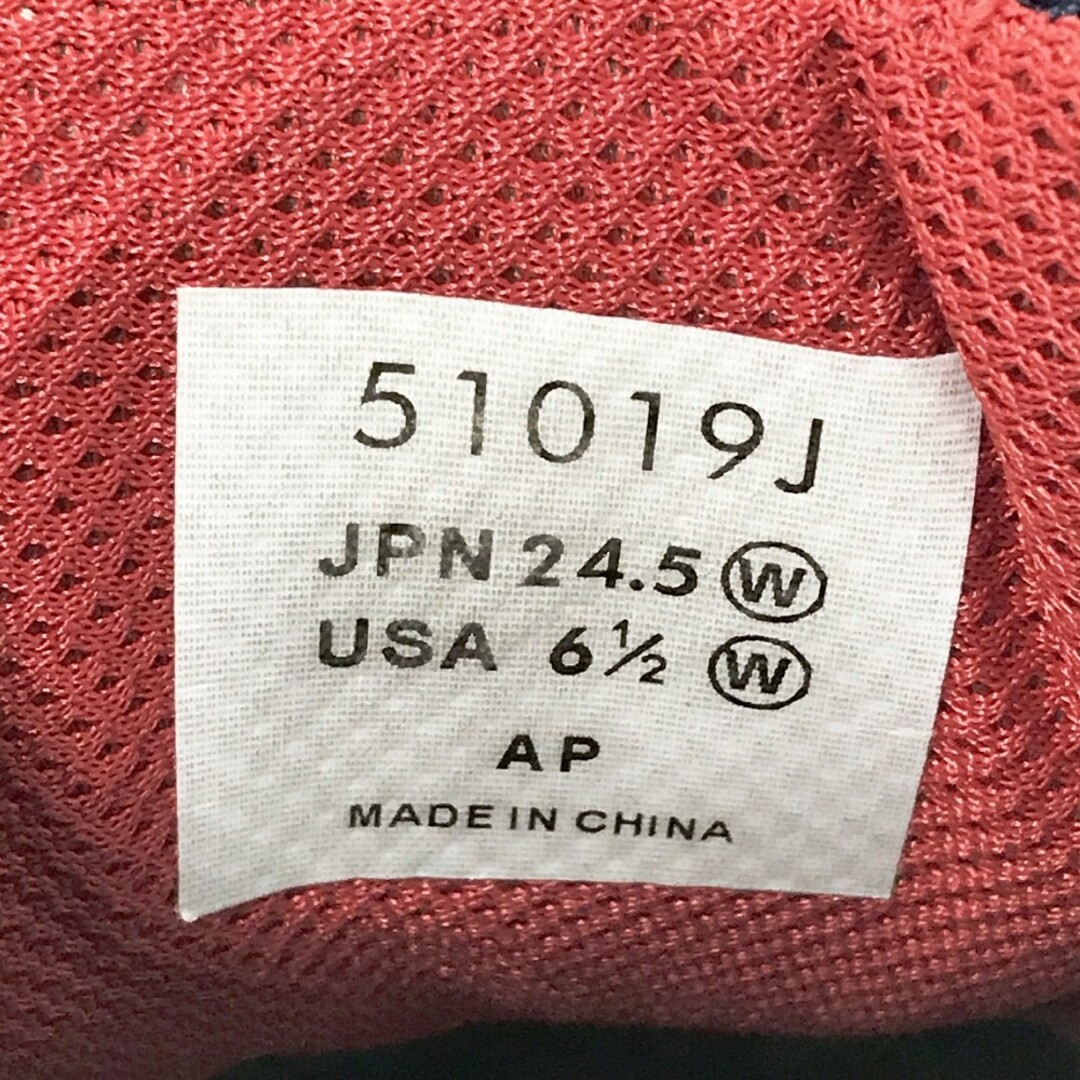 51019J
JPN 24.5 Ⓦ
USA 6½ Ⓦ
AP
MADE IN CHINA